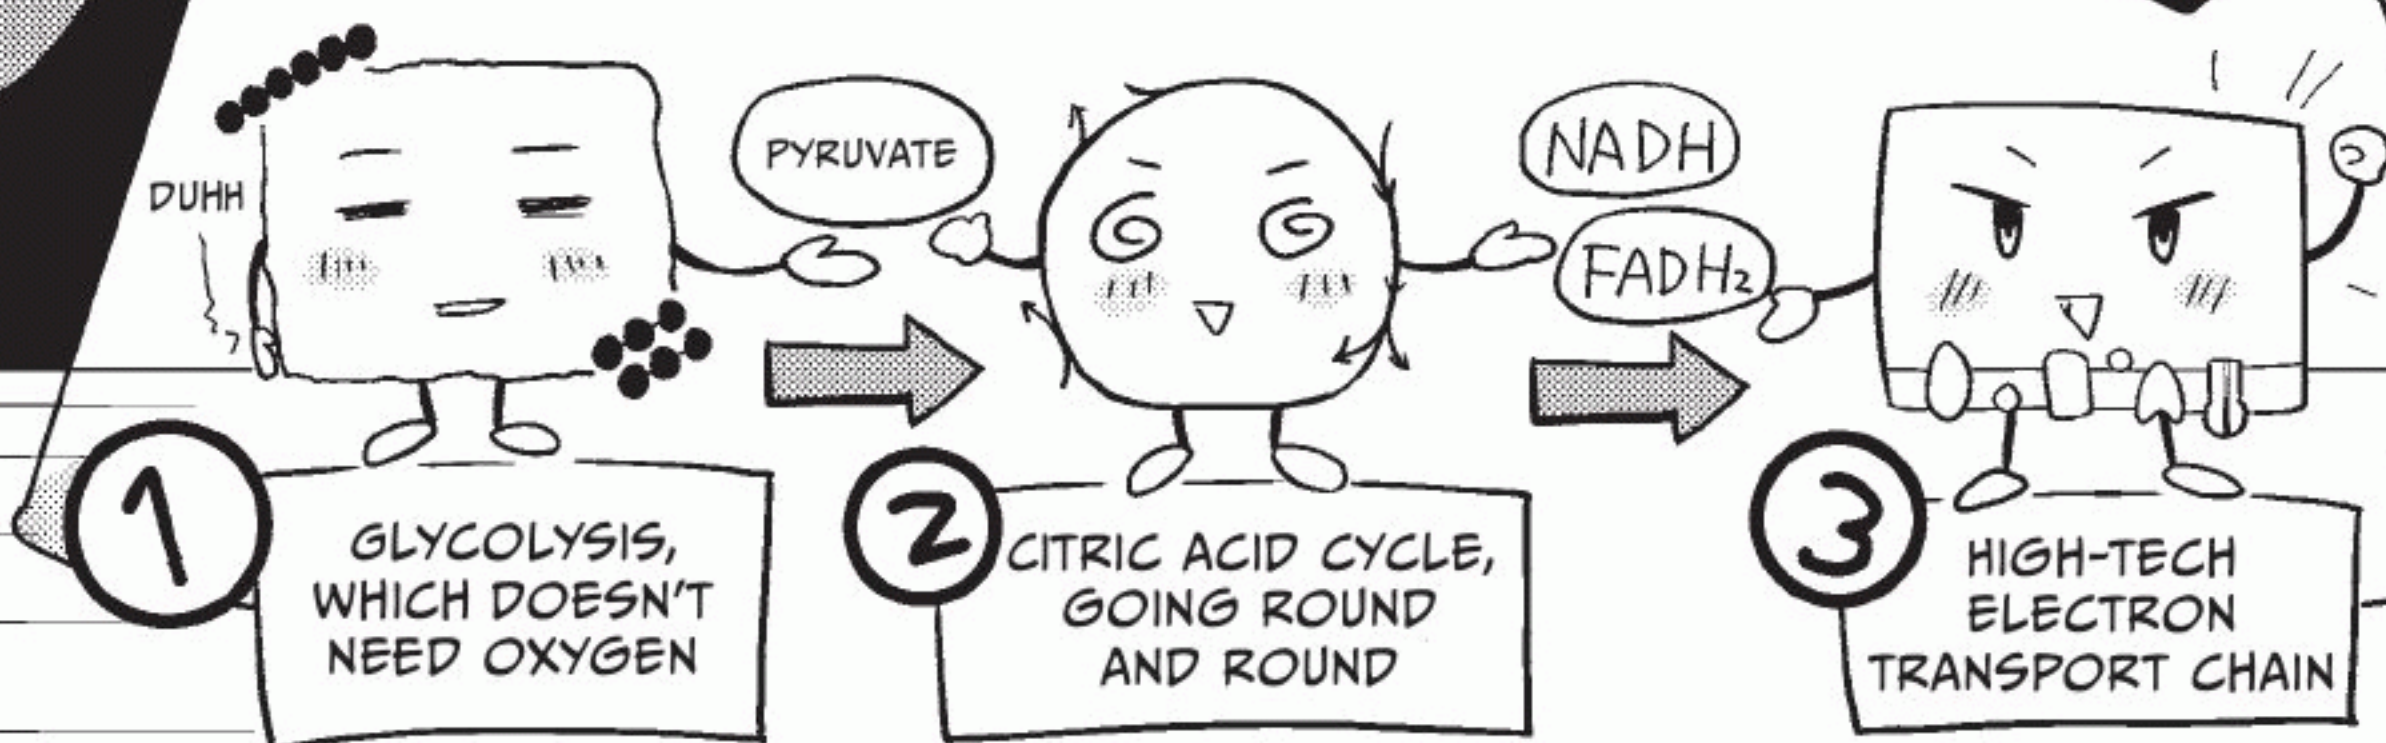 DUHH
PYRUVATE
NADH
FADH₂
1
GLYCOLYSIS,
WHICH DOESN'T
NEED OXYGEN
2
CITRIC ACID CYCLE,
GOING ROUND
AND ROUND
3
HIGH-TECH
ELECTRON
TRANSPORT CHAIN